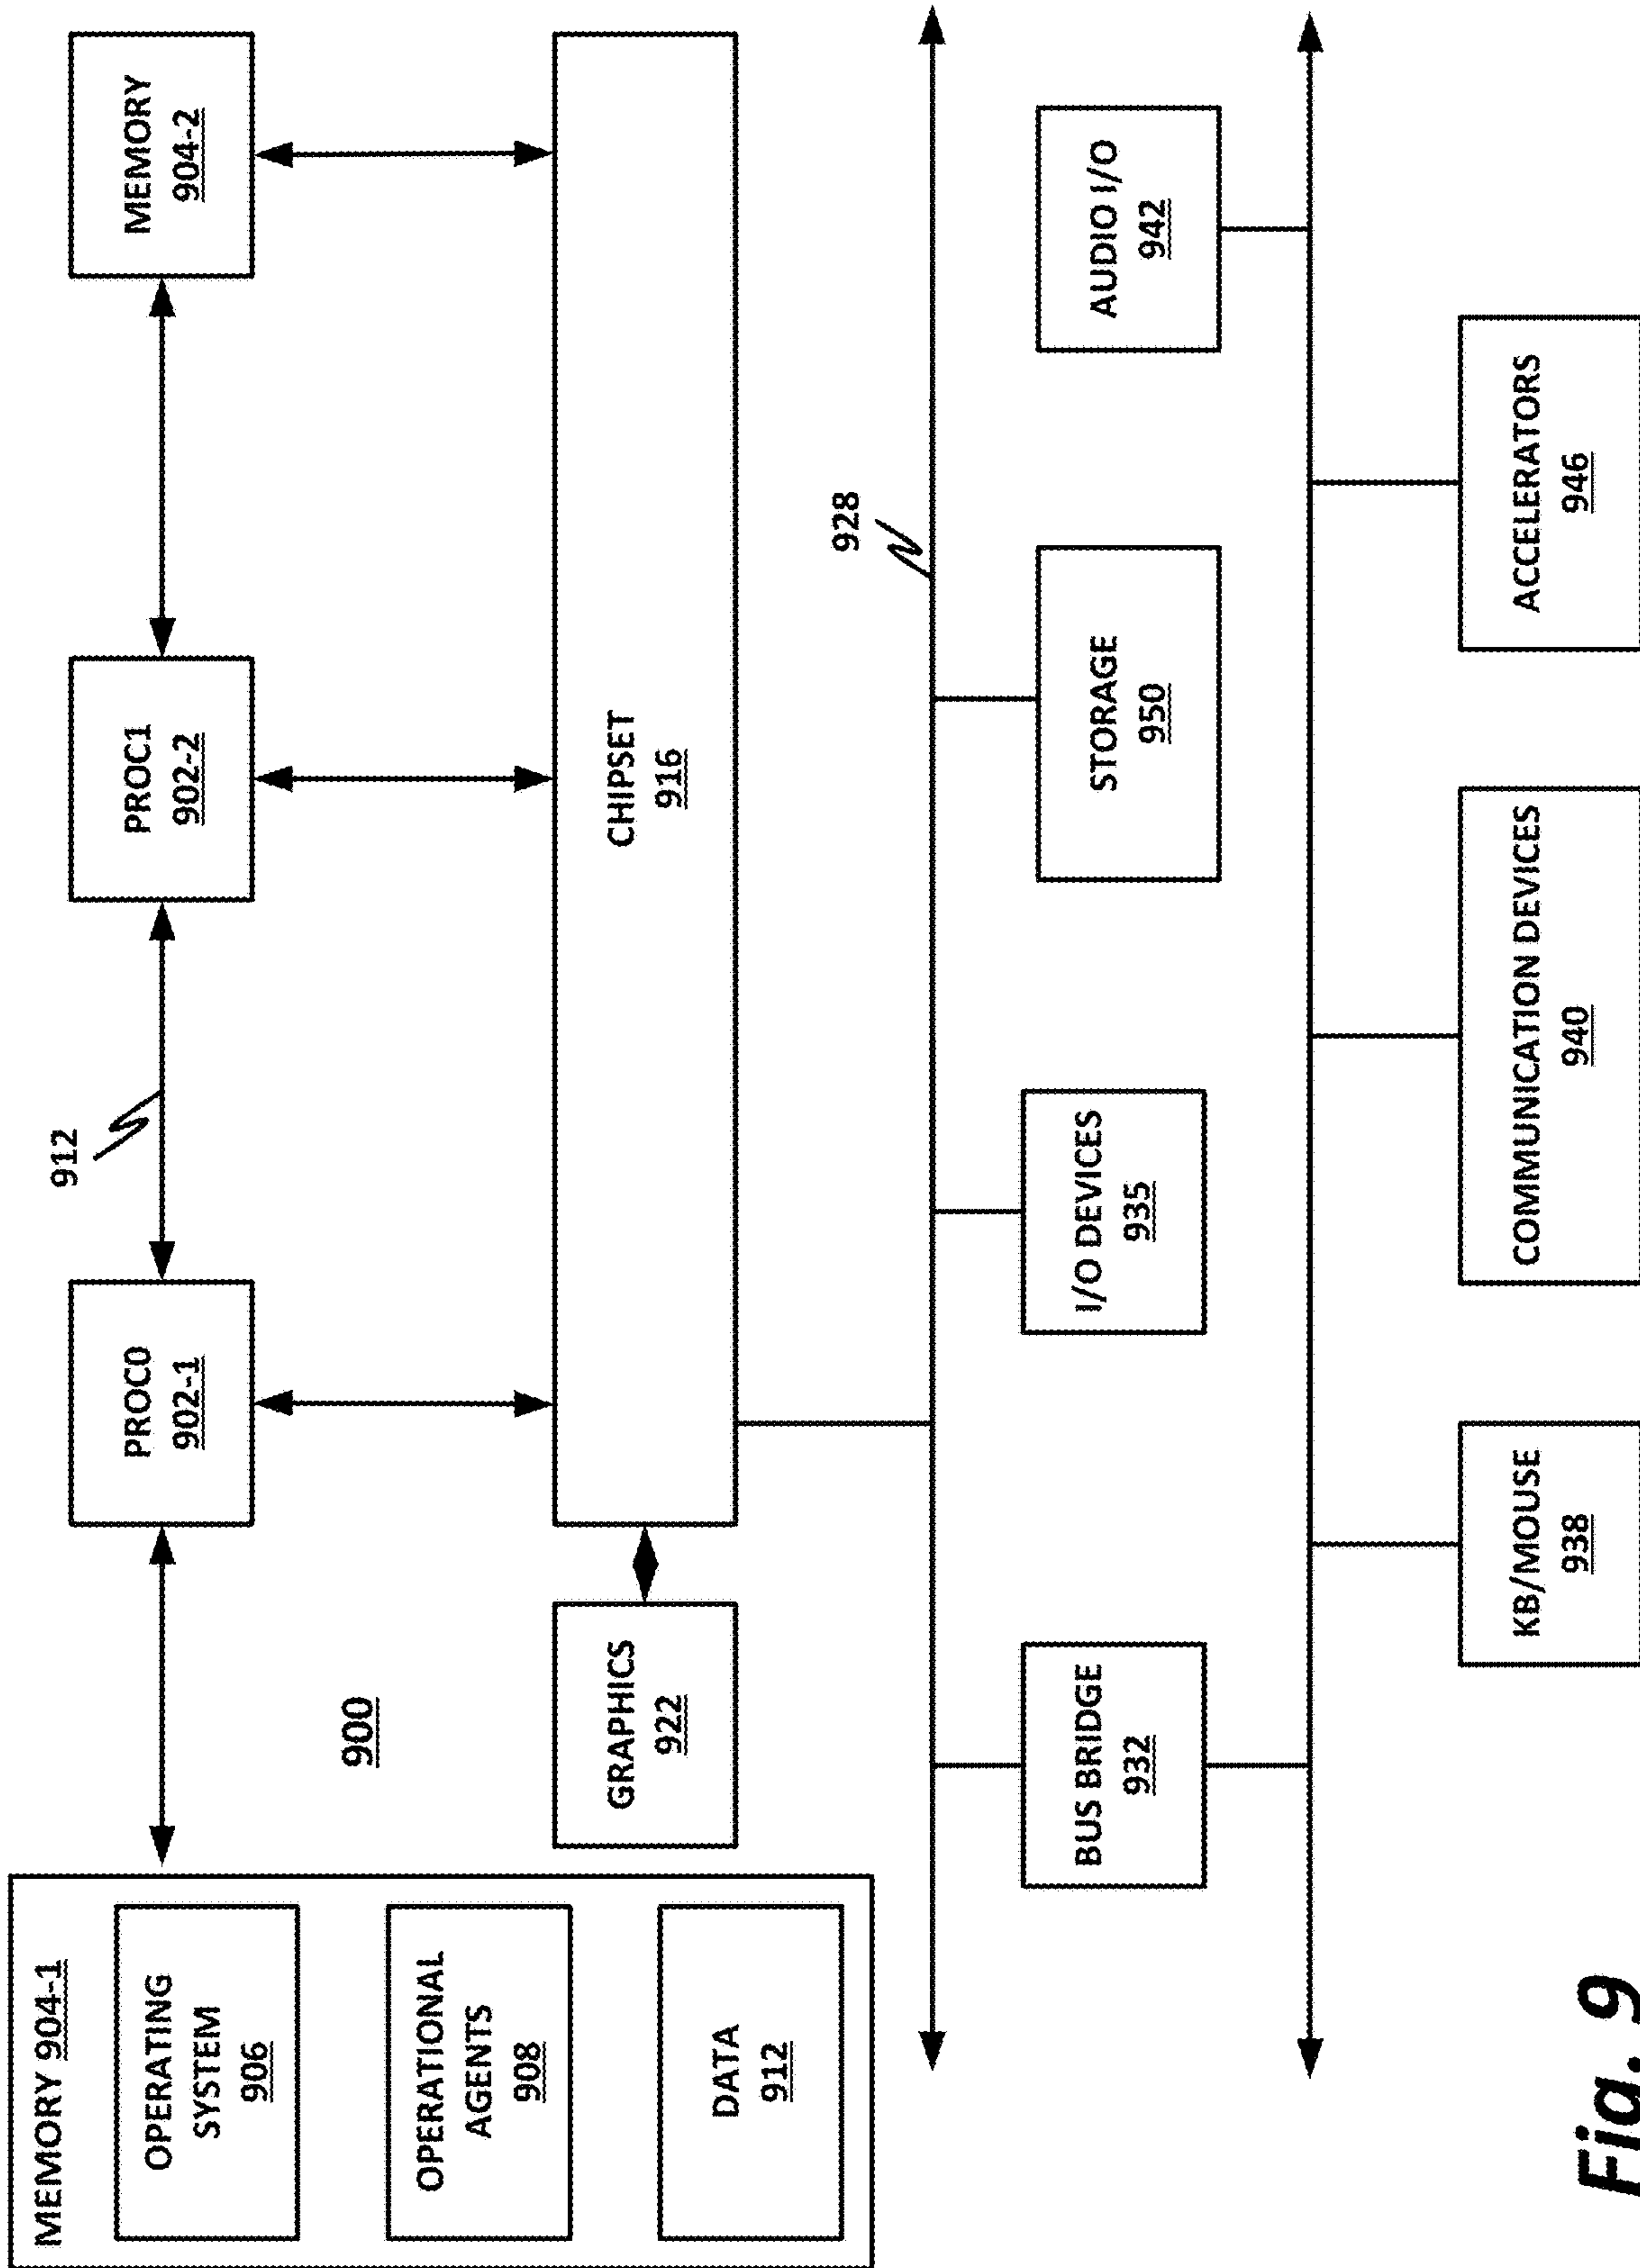 MEMORY 904-1
OPERATING
SYSTEM
906
OPERATIONAL
AGENTS
908
DATA
912
PROC0
902-1
912
PROC1
902-2
MEMORY
904-2
900
GRAPHICS
922
CHIPSET
916
928
BUS BRIDGE
932
I/O DEVICES
935
STORAGE
950
AUDIO I/O
942
KB/MOUSE
938
COMMUNICATION DEVICES
940
ACCELERATORS
946
Fig. 9